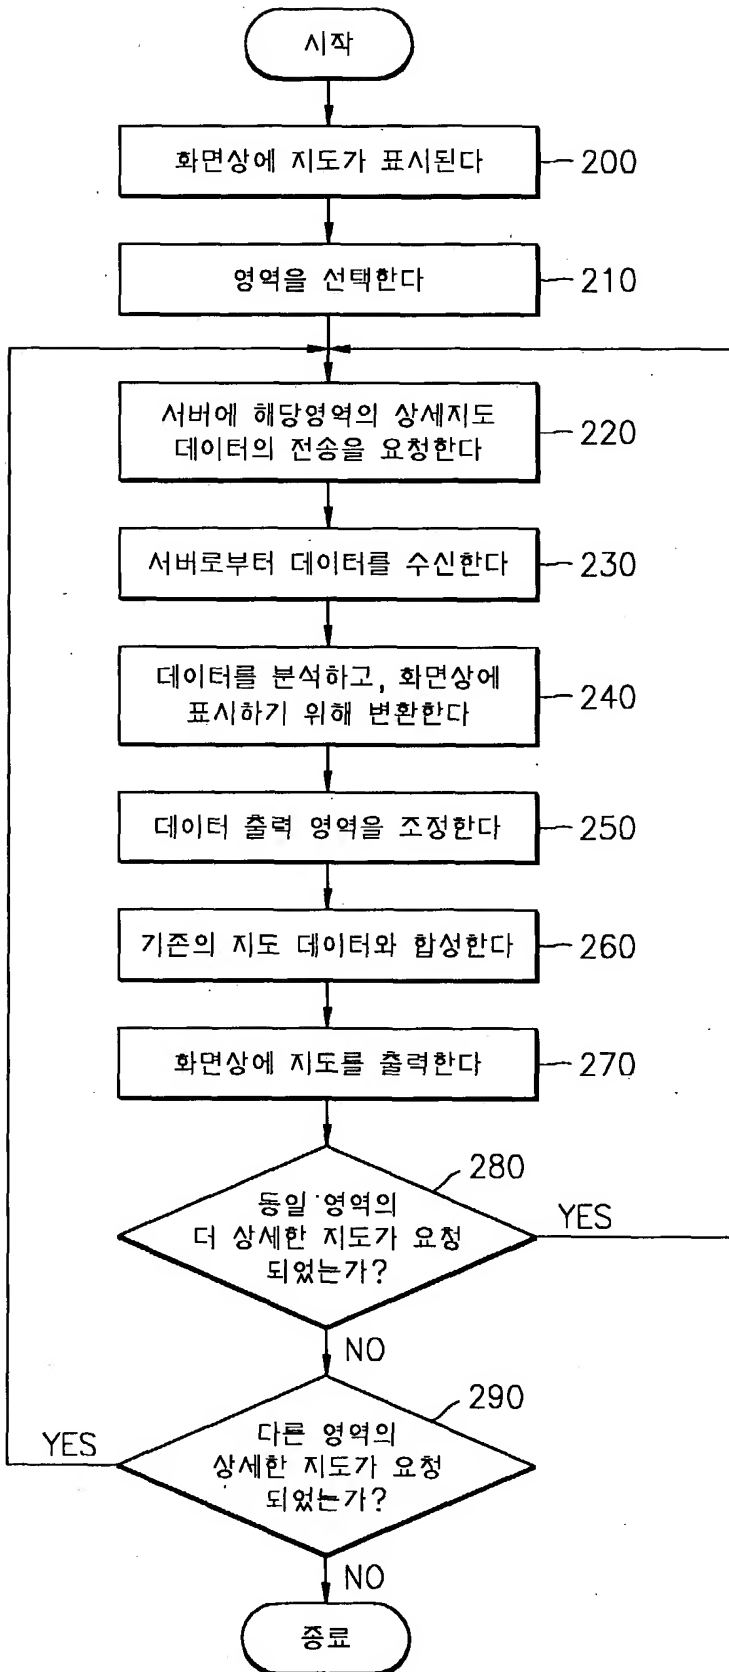 시작
화면상에 지도가 표시된다
200
영역을 선택한다
210
서버에 해당영역의 상세지도
데이터의 전송을 요청한다
220
서버로부터 데이터를 수신한다
230
데이터를 분석하고, 화면상에
표시하기 위해 변환한다
240
데이터 출력 영역을 조정한다
250
기존의 지도 데이터와 합성한다
260
화면상에 지도를 출력한다
270
280
동일 영역의
더 상세한 지도가 요청
되었는가?
YES
NO
290
다른 영역의
상세한 지도가 요청
되었는가?
YES
NO
종료